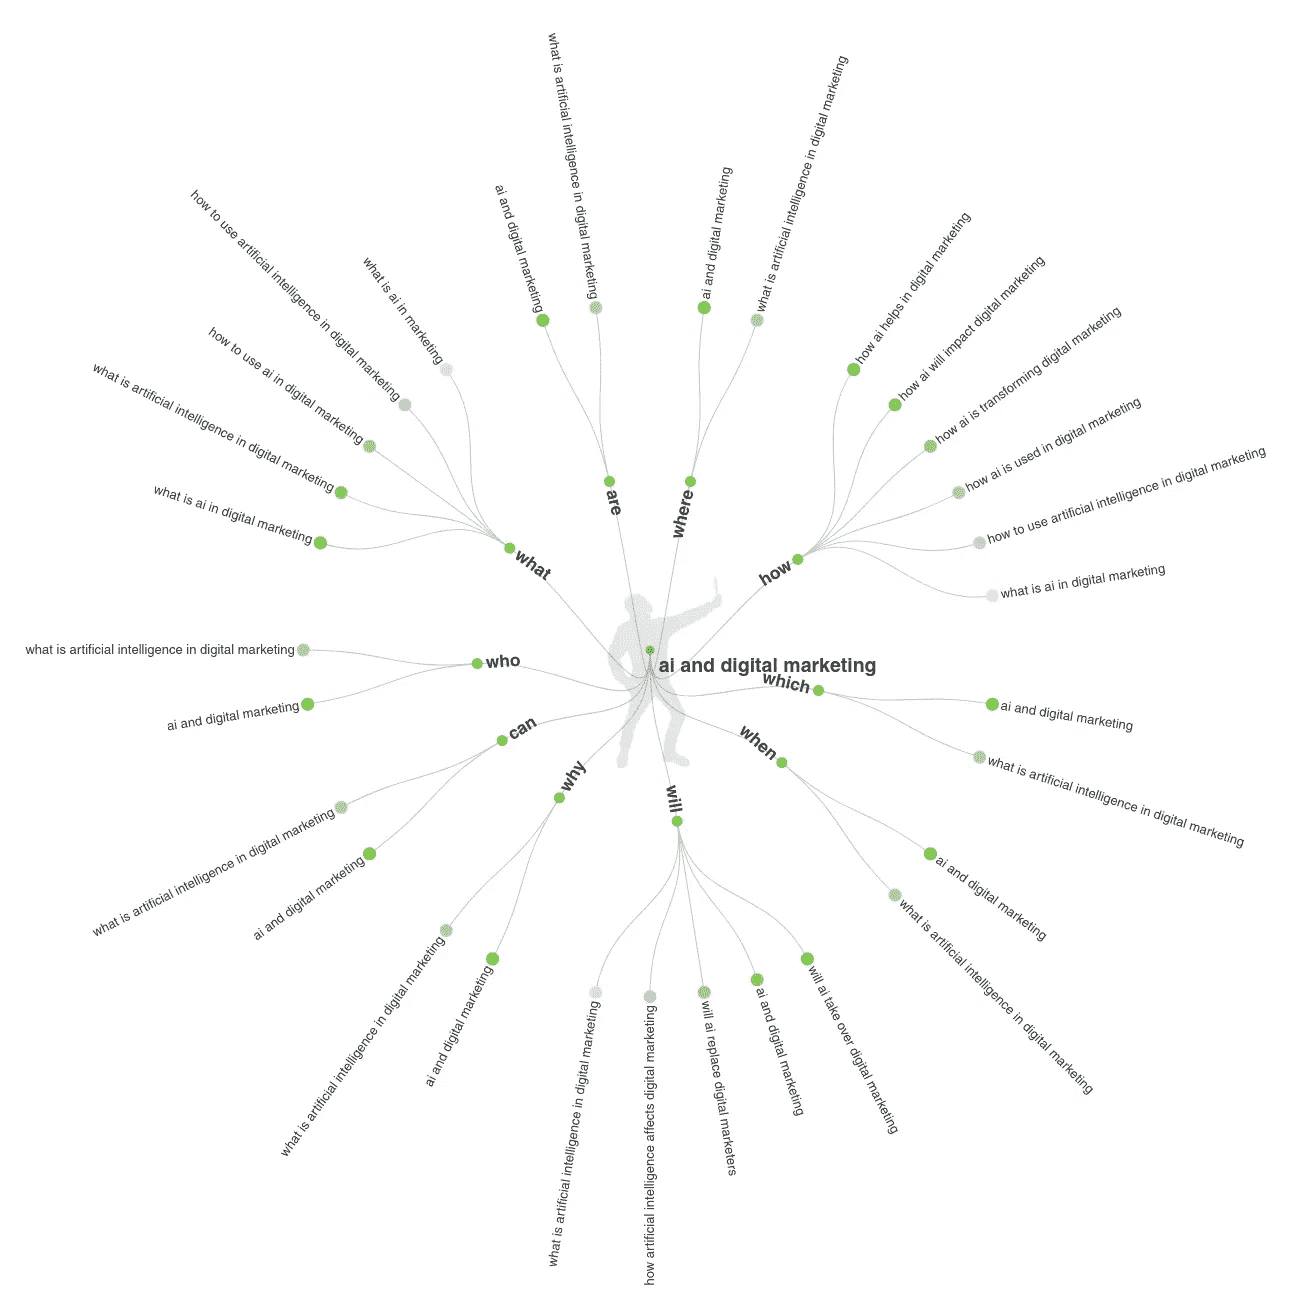 ai and digital marketing
are
ai and digital marketing
what is artificial intelligence in digital marketing
where
ai and digital marketing
what is artificial intelligence in digital marketing
how
how ai helps in digital marketing
how ai will impact digital marketing
how ai is transforming digital marketing
how ai is used in digital marketing
how to use artificial intelligence in digital marketing
what is ai in digital marketing
which
ai and digital marketing
what is artificial intelligence in digital marketing
when
ai and digital marketing
what is artificial intelligence in digital marketing
will
will ai take over digital marketing
ai and digital marketing
will ai replace digital marketers
how artificial intelligence affects digital marketing
what is artificial intelligence in digital marketing
why
ai and digital marketing
what is artificial intelligence in digital marketing
can
ai and digital marketing
what is artificial intelligence in digital marketing
who
ai and digital marketing
what is artificial intelligence in digital marketing
what
what is ai in digital marketing
what is artificial intelligence in digital marketing
how to use ai in digital marketing
how to use artificial intelligence in digital marketing
what is ai in marketing